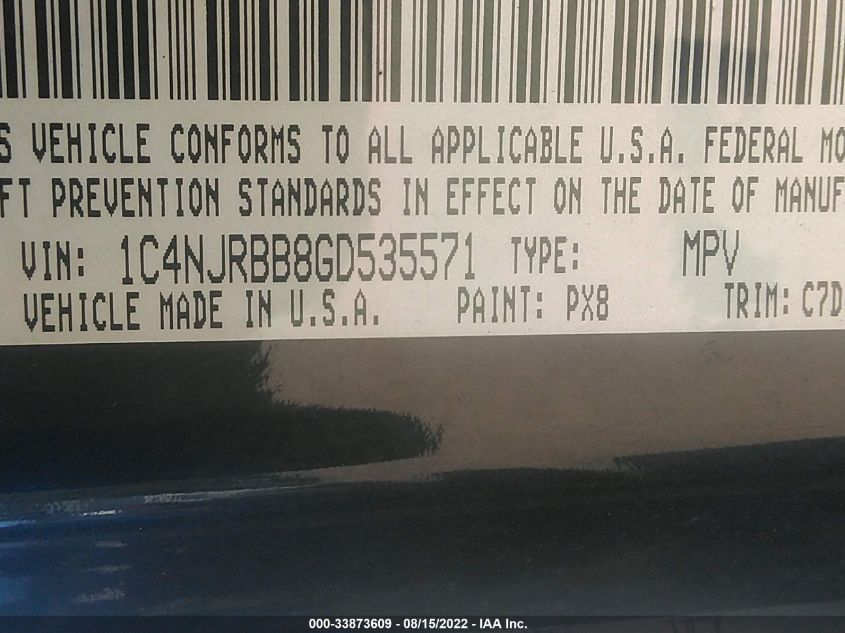 S VEHICLE CONFORMS TO ALL APPLICABLE U.S.A. FEDERAL MO
FT PREVENTION STANDARDS IN EFFECT ON THE DATE OF MANUF
VIN: 1C4NJRBB8GD535571 TYPE: MPV
VEHICLE MADE IN U.S.A. PAINT: PX8 TRIM: C7D
000-33873609 - 08/15/2022 - IAA Inc.